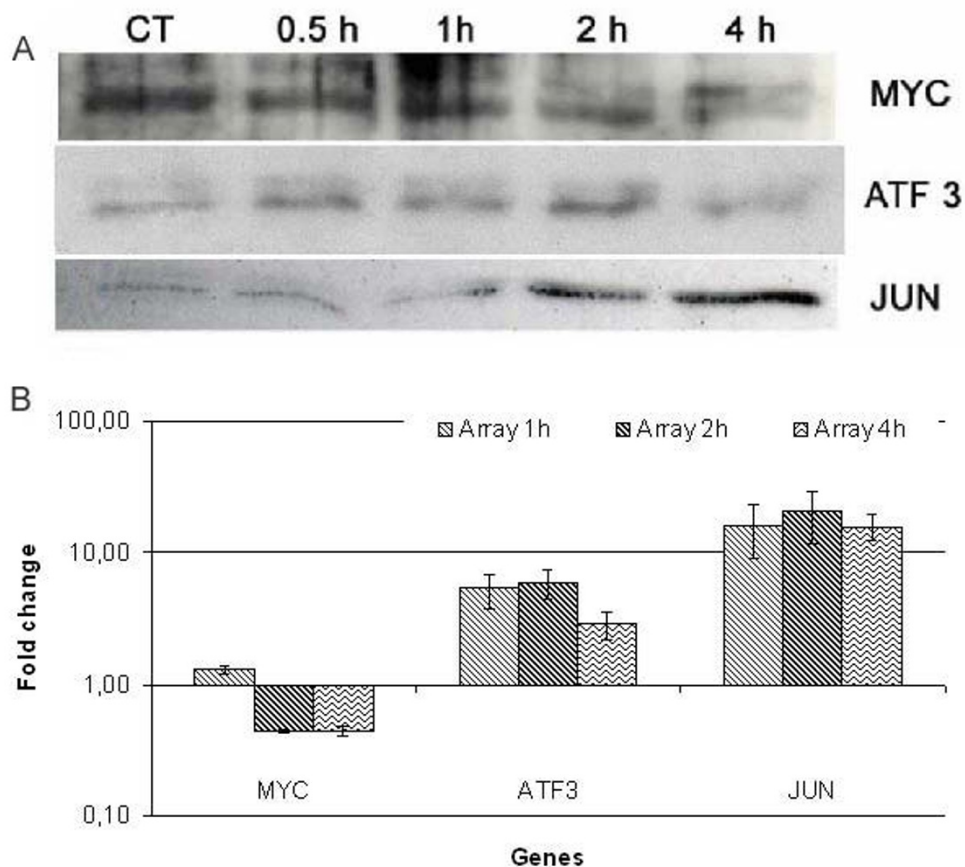 A
CT 0.5 h 1h 2 h 4 h
MYC
ATF 3
JUN
B
100,00
Array 1h Array 2h Array 4h
10,00
Fold change
1,00
MYC ATF3 JUN
0,10
Genes